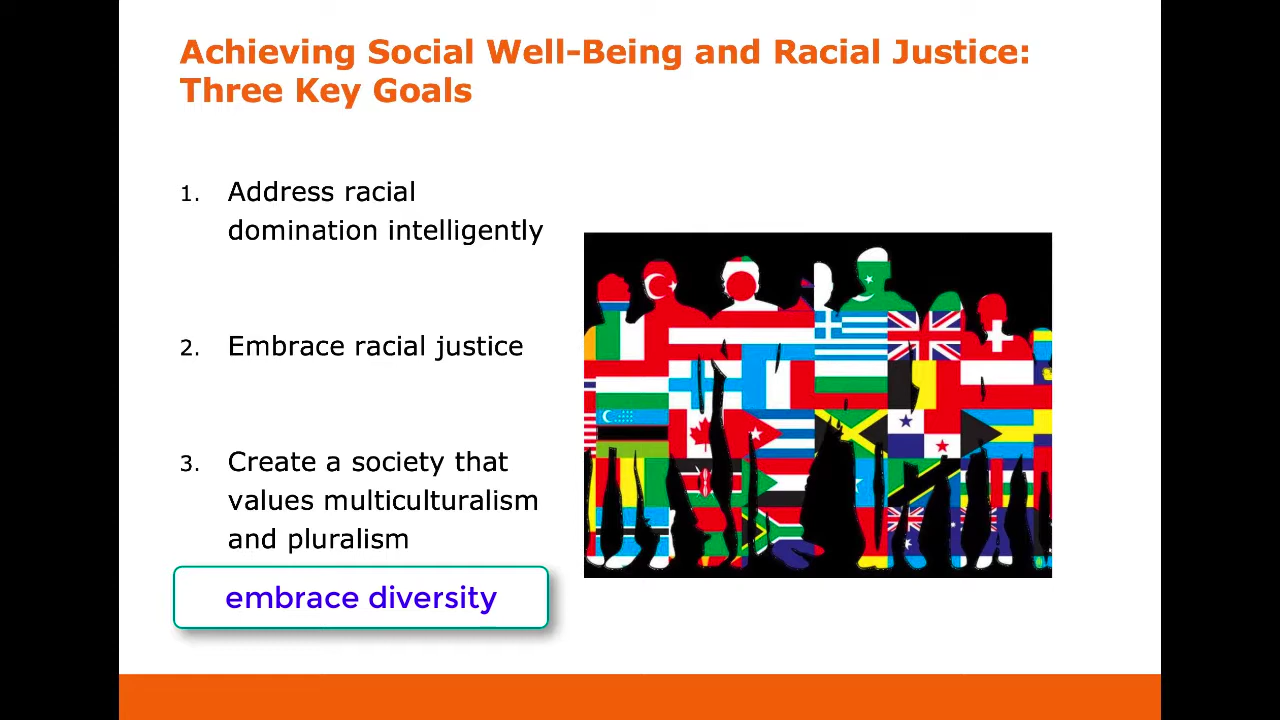 Achieving Social Well-Being and Racial Justice:
Three Key Goals
1. Address racial
domination intelligently
2. Embrace racial justice
3. Create a society that
values multiculturalism
and pluralism
embrace diversity